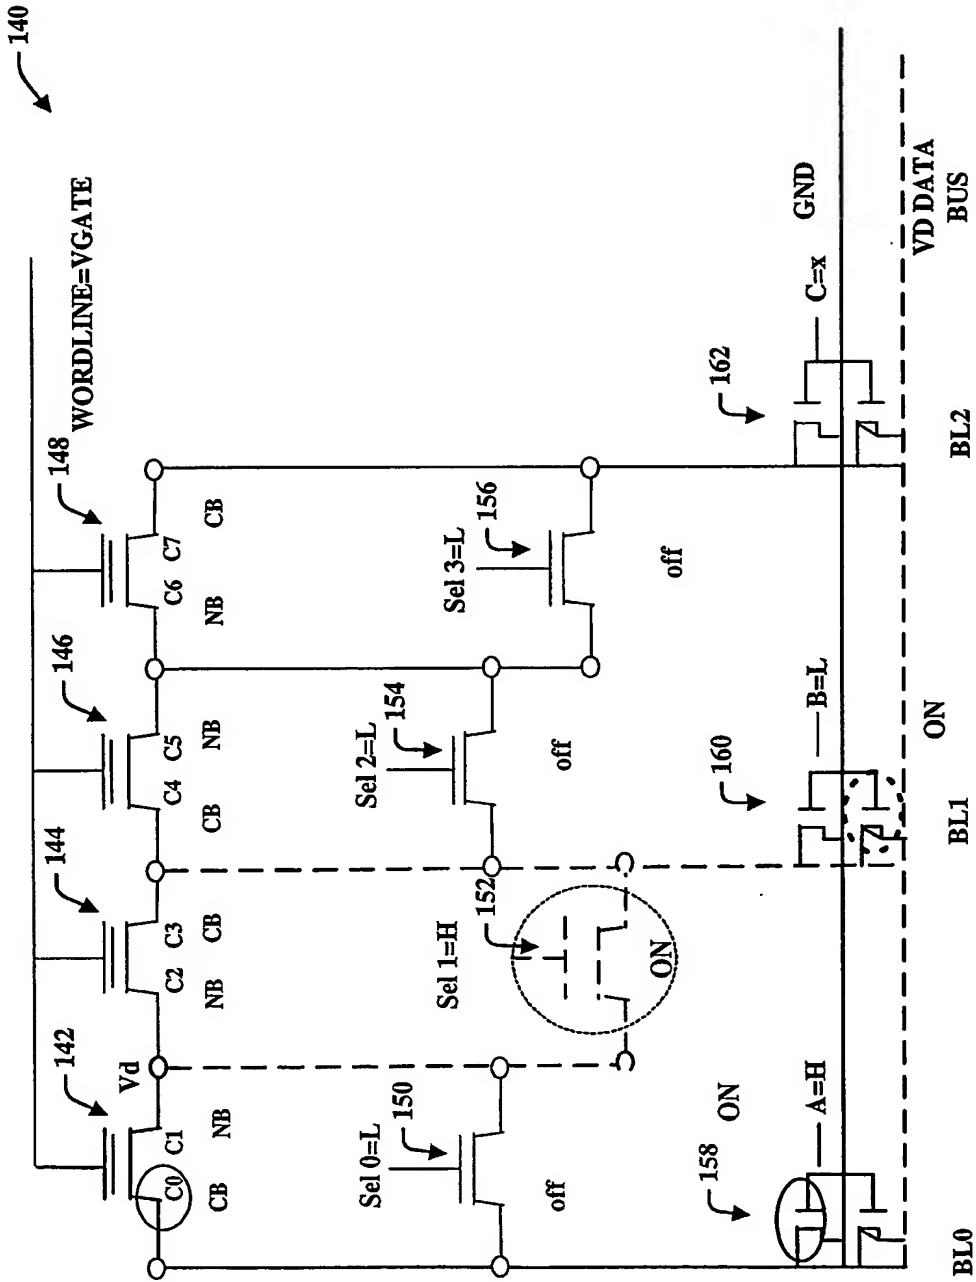 140
WORDLINE=VGATE
142
144
146
148
Vd
C0
C1
C2
C3
C4
C5
C6
C7
CB
NB
NB
CB
CB
NB
NB
CB
Sel 0=L
150
off
Sel 1=H
152
ON
Sel 2=L
154
off
Sel 3=L
156
off
158
ON
A=H
160
B=L
162
C=x
GND
BL0
BL1
ON
BL2
VD DATA
BUS